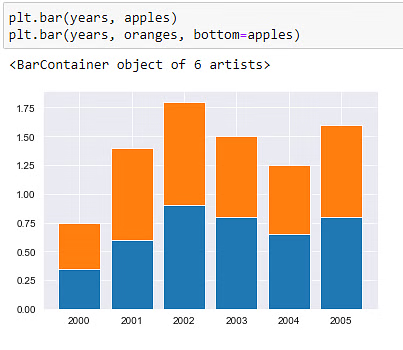 plt.bar(years, apples)
plt.bar(years, oranges, bottom=apples)
<BarContainer object of 6 artists>
1.75
1.50
1.25
1.00
0.75
0.50
0.25
0.00
2000 2001 2002 2003 2004 2005